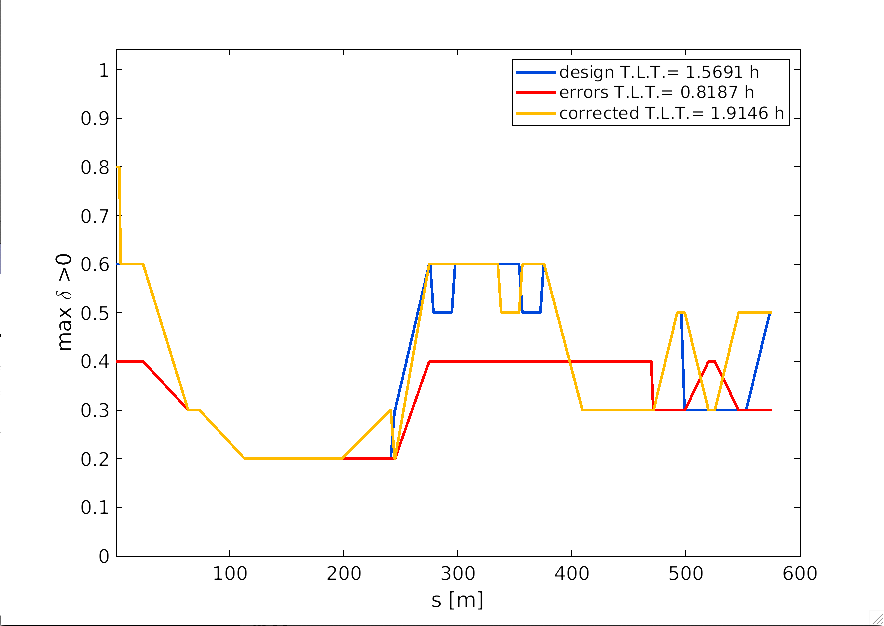 design T.L.T.= 1.5691 h
errors T.L.T.= 0.8187 h
corrected T.L.T.= 1.9146 h
1
0.9
0.8
0.7
0.6
0.5
0.4
0.3
0.2
0.1
0
max δ >0
100 200 300 400 500 600
s [m]